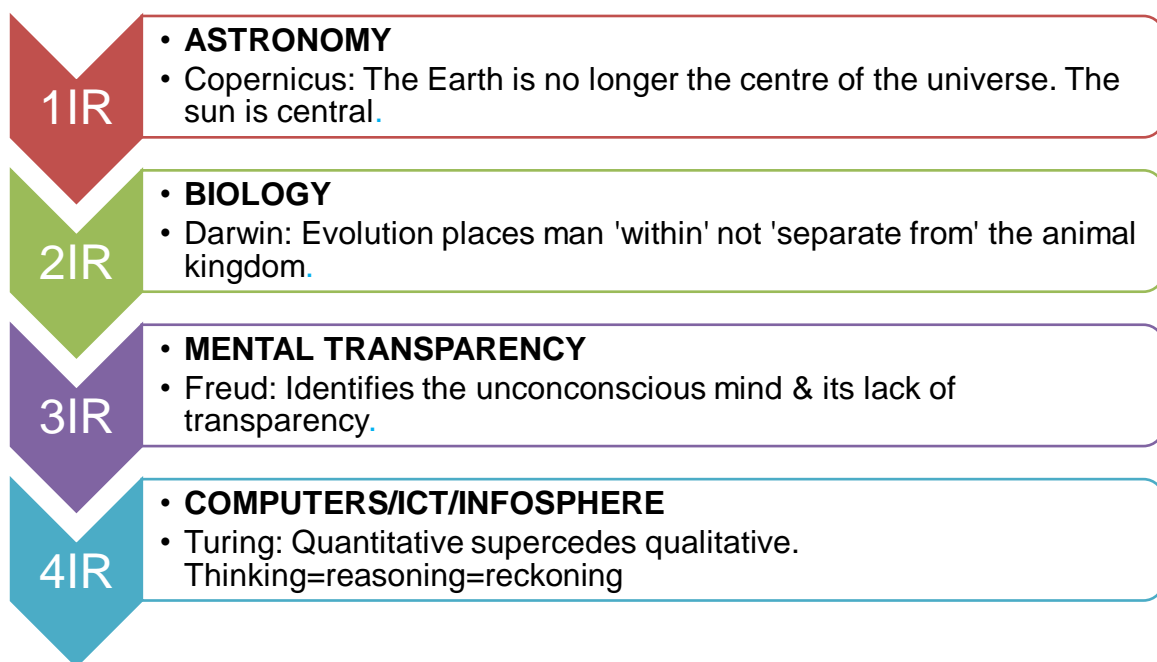 1IR
• ASTRONOMY
• Copernicus: The Earth is no longer the centre of the universe. The
sun is central.
2IR
• BIOLOGY
• Darwin: Evolution places man 'within' not 'separate from' the animal
kingdom.
3IR
• MENTAL TRANSPARENCY
• Freud: Identifies the unconconscious mind & its lack of
transparency.
4IR
• COMPUTERS/ICT/INFOSPHERE
• Turing: Quantitative supercedes qualitative.
Thinking=reasoning=reckoning